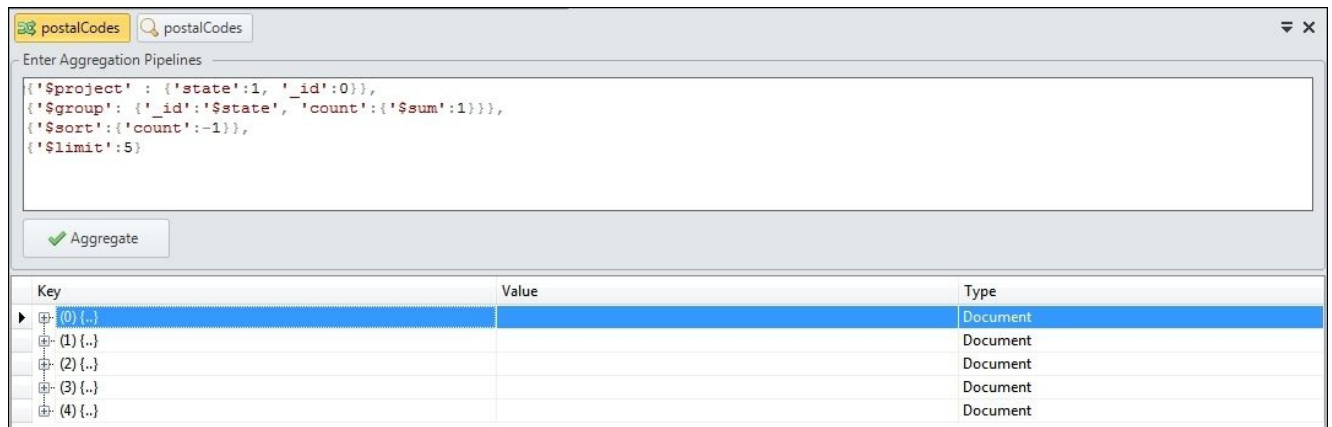 postalCodes postalCodes
Enter Aggregation Pipelines
{'$project' : {'state':1, '_id':0}},
{'$group': {'_id':'$state', 'count':{'$sum':1}}},
{'$sort':{'count':-1}},
{'$limit':5}
Aggregate
Key Value Type
(0) {..} Document
(1) {..} Document
(2) {..} Document
(3) {..} Document
(4) {..} Document